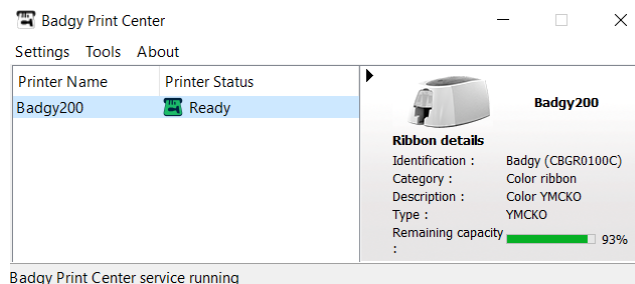 Badgy Print Center
Settings Tools About
Printer Name Printer Status
Badgy200 Ready
Badgy200
Ribbon details
Identification : Badgy (CBGR0100C)
Category : Color ribbon
Description : Color YMCKO
Type : YMCKO
Remaining capacity : 93%
Badgy Print Center service running